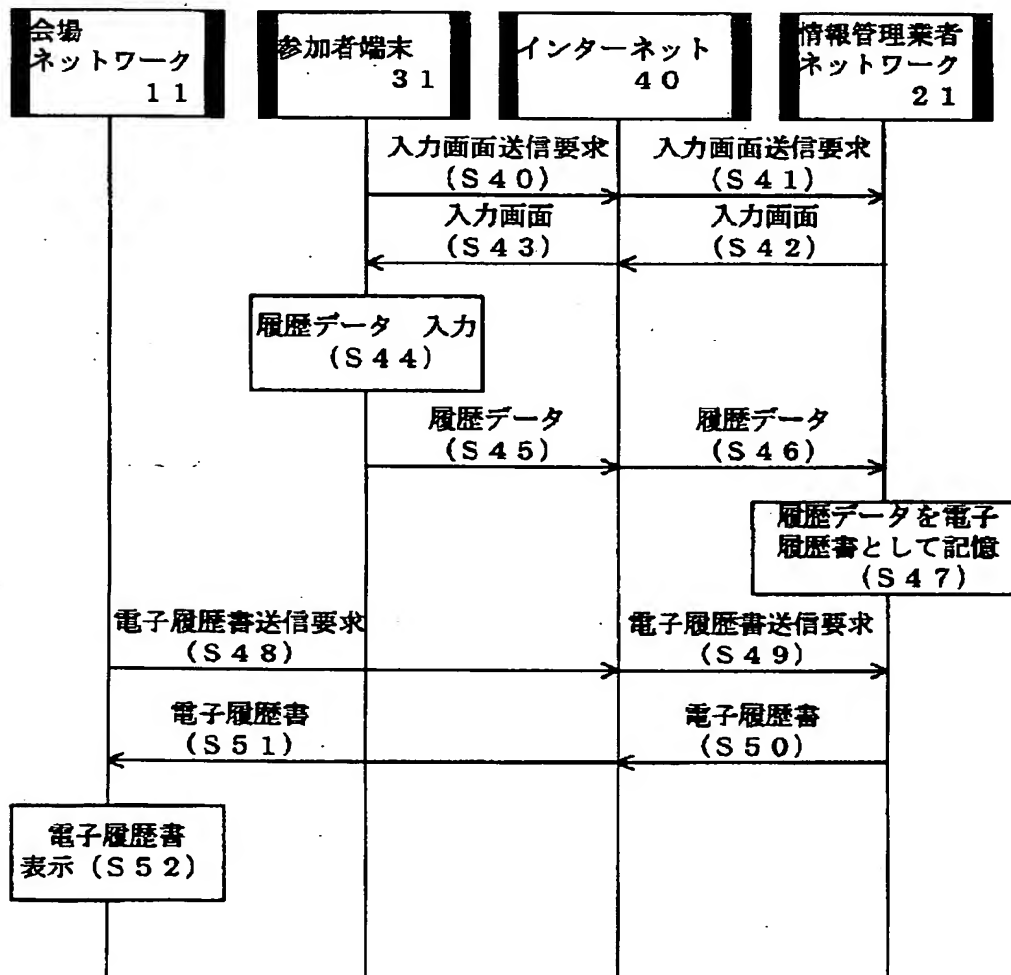 会場
ネットワーク
１１
参加者端末
３１
インターネット
４０
情報管理業者
ネットワーク
２１
入力画面送信要求
（Ｓ４０）
入力画面送信要求
（Ｓ４１）
入力画面
（Ｓ４３）
入力画面
（Ｓ４２）
履歴データ　入力
（Ｓ４４）
履歴データ
（Ｓ４５）
履歴データ
（Ｓ４６）
履歴データを電子
履歴書として記憶
（Ｓ４７）
電子履歴書送信要求
（Ｓ４８）
電子履歴書送信要求
（Ｓ４９）
電子履歴書
（Ｓ５１）
電子履歴書
（Ｓ５０）
電子履歴書
表示（Ｓ５２）